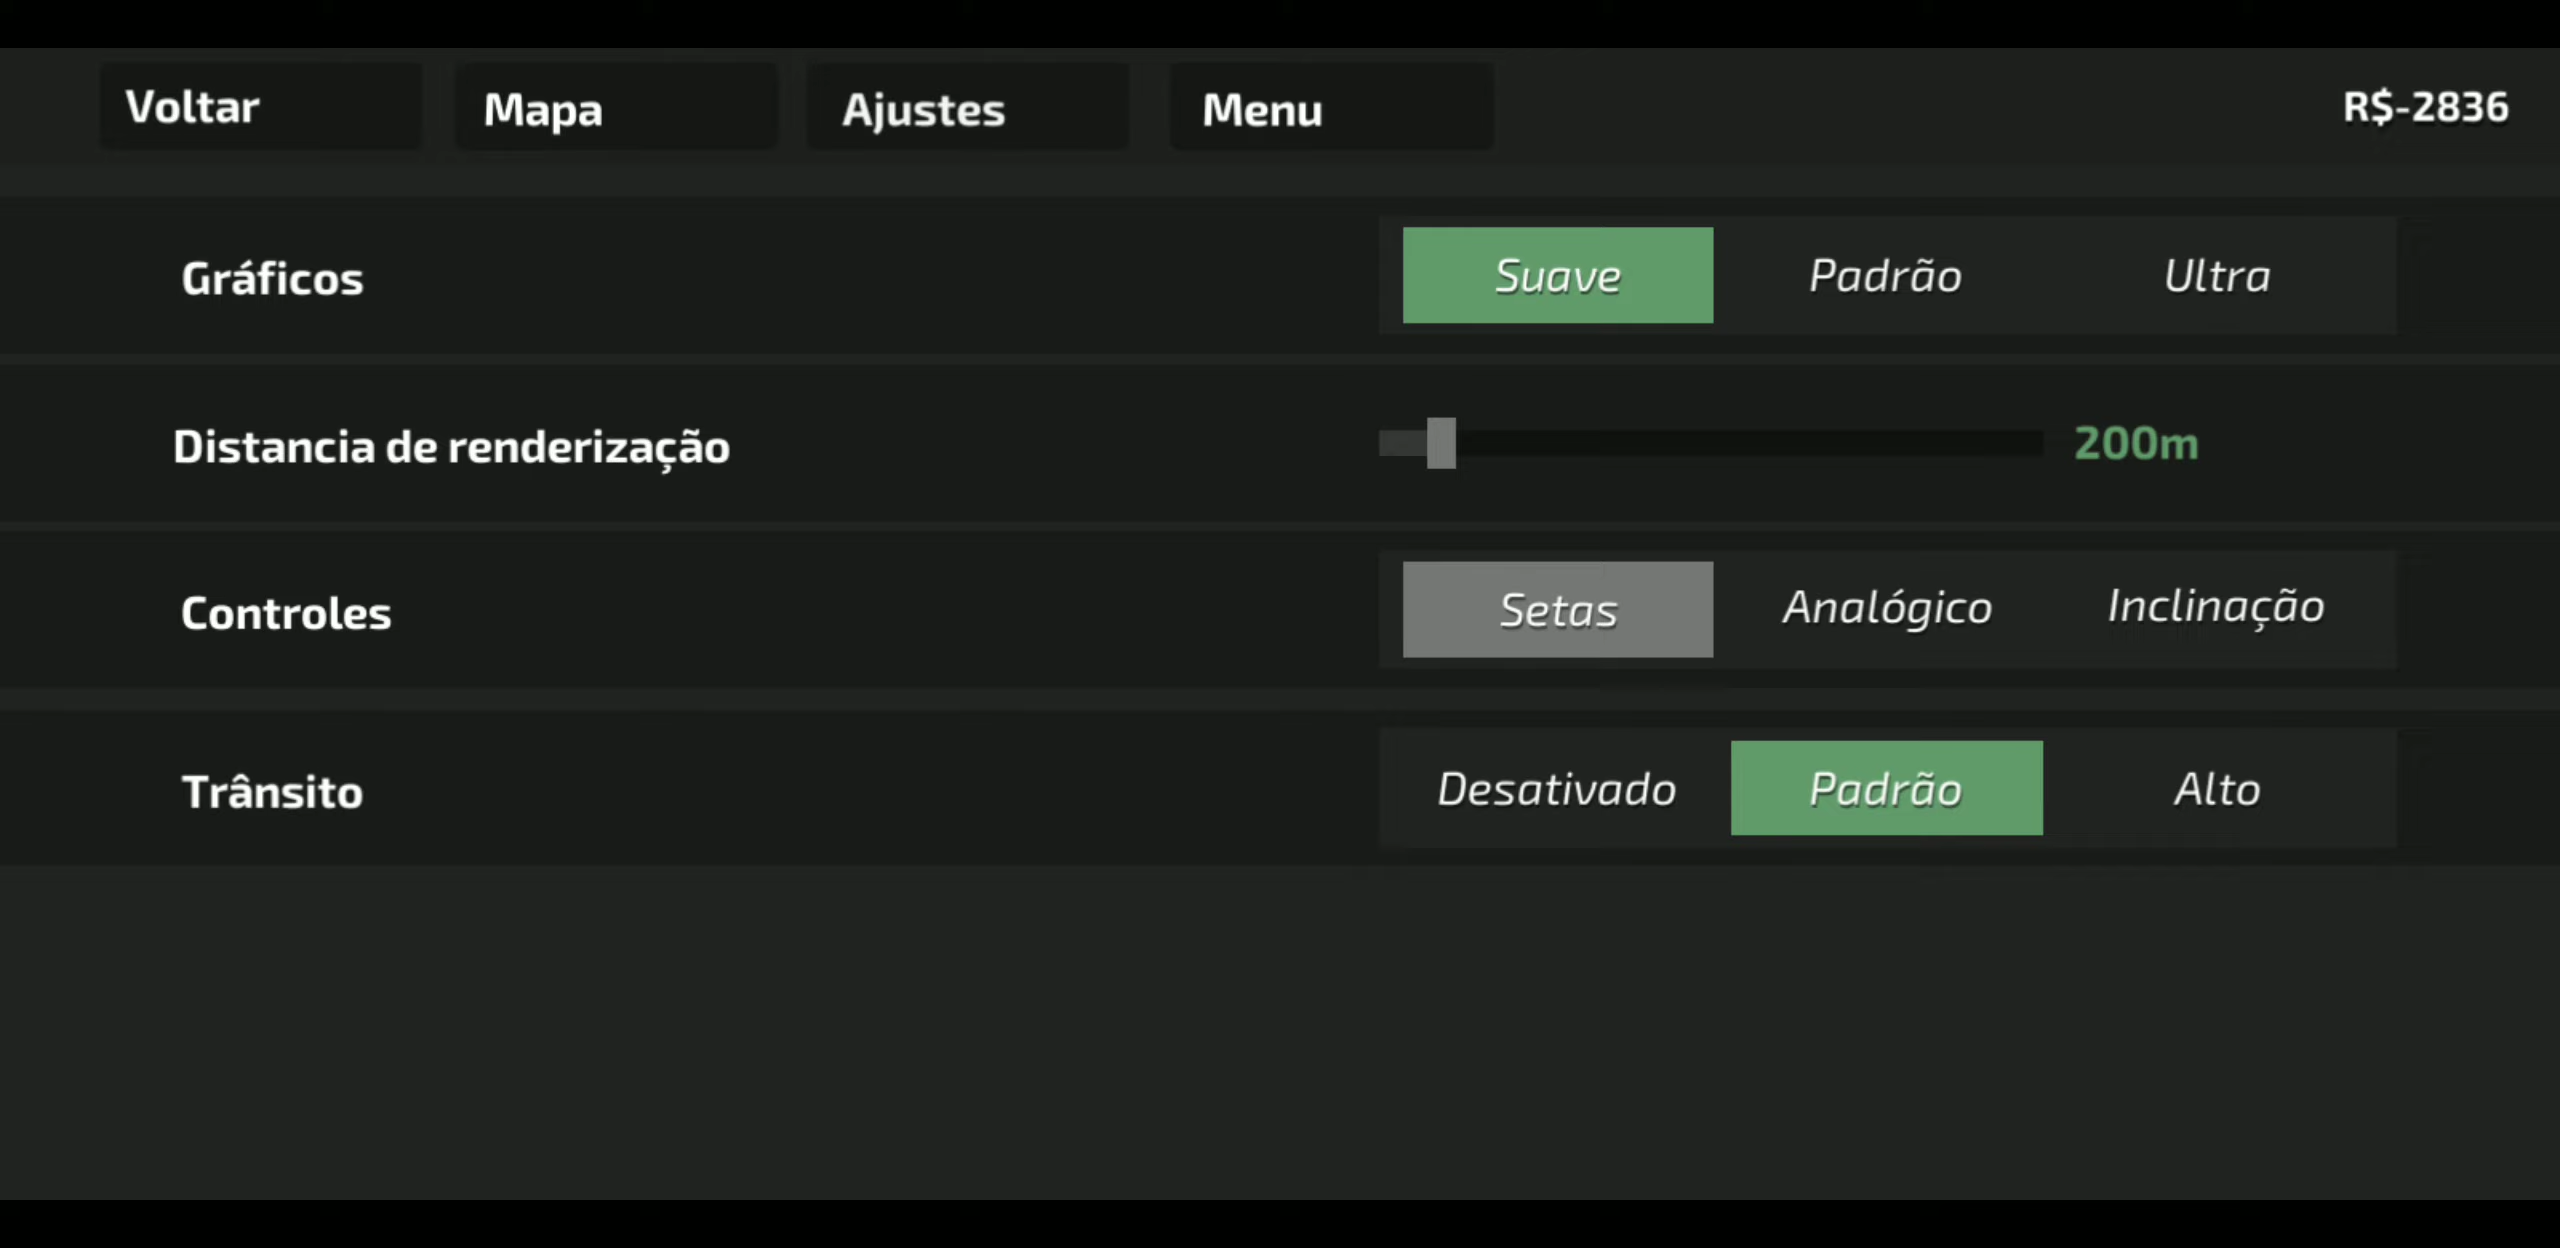 Voltar Mapa Ajustes Menu R$-2836
Gráficos Suave Padrão Ultra
Distancia de renderização 200m
Controles Setas Analógico Inclinação
Trânsito Desativado Padrão Alto